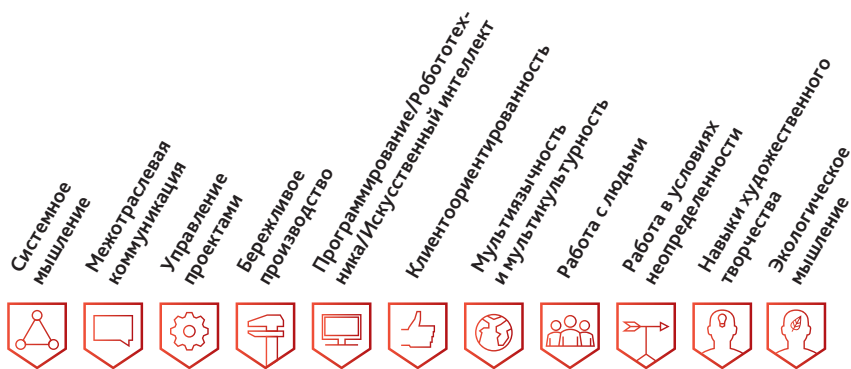 Системное
мышление
Межотраслевая
коммуникация
Управление
проектами
Бережливое
производство
Программирование/Робототех-
ника/Искусственный интеллект
Клиентоориентированность
Мультиязычность
и мультикультурность
Работа с людьми
Работа в условиях
неопределенности
Навыки художественного
творчества
Экологическое
мышление